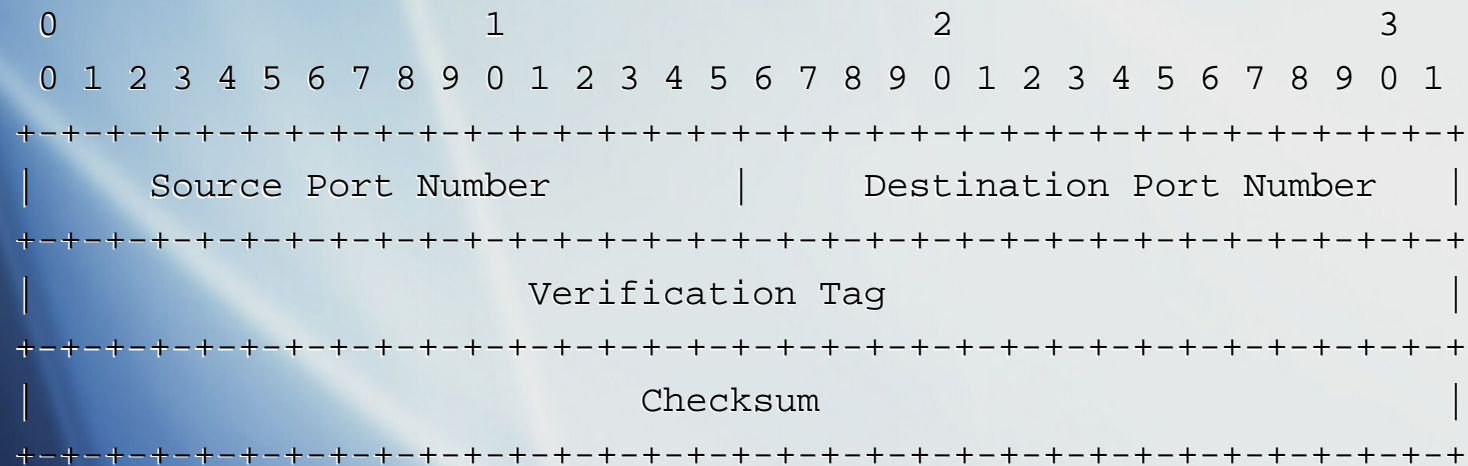 0 1 2 3
0 1 2 3 4 5 6 7 8 9 0 1 2 3 4 5 6 7 8 9 0 1 2 3 4 5 6 7 8 9 0 1
+-+-+-+-+-+-+-+-+-+-+-+-+-+-+-+-+-+-+-+-+-+-+-+-+-+-+-+-+-+-+-+-+
| Source Port Number | Destination Port Number |
+-+-+-+-+-+-+-+-+-+-+-+-+-+-+-+-+-+-+-+-+-+-+-+-+-+-+-+-+-+-+-+-+
| Verification Tag |
+-+-+-+-+-+-+-+-+-+-+-+-+-+-+-+-+-+-+-+-+-+-+-+-+-+-+-+-+-+-+-+-+
| Checksum |
+-+-+-+-+-+-+-+-+-+-+-+-+-+-+-+-+-+-+-+-+-+-+-+-+-+-+-+-+-+-+-+-+